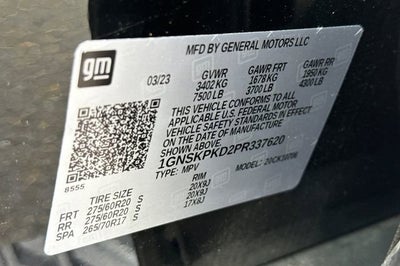 gm
MFD BY GENERAL MOTORS LLC
03/23 GVWR GAWR FRT GAWR RR
3402 KG 1678 KG 1950 KG
7500 LB 3700 LB 4300 LB
THIS VEHICLE CONFORMS TO ALL
APPLICABLE U.S. FEDERAL MOTOR
VEHICLE SAFETY STANDARDS
IN EFFECT ON THE DATE OF
MANUFACTURE SHOWN ABOVE.
1GNSKPKD2PR337620
TYPE: MPV MODEL: 20CK10706
8555
TIRE SIZE RIM
FRT 275/60R20 S 20X9J
RR 275/60R20 S 20X9J
SPA 265/70R17 S 17X8J